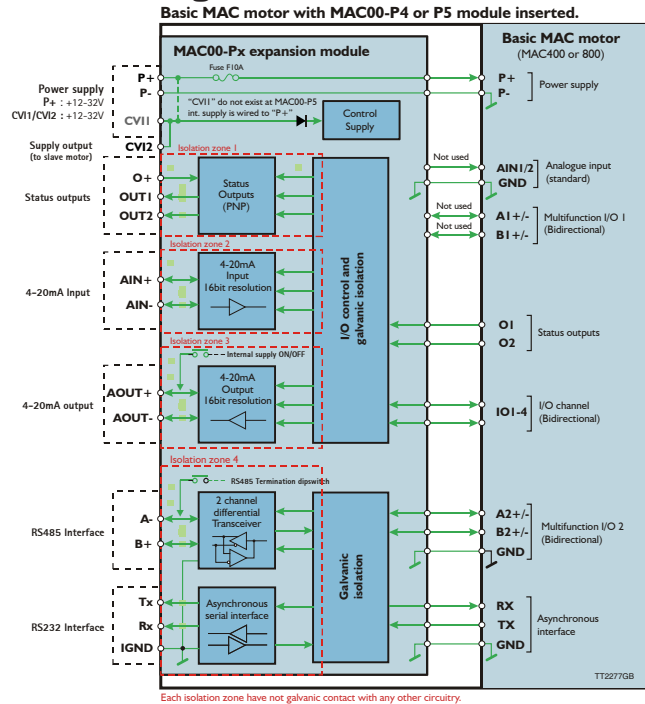 Basic MAC motor with MAC00-P4 or P5 module inserted.
MAC00-Px expansion module
Basic MAC motor
(MAC400 or 800)
Fuse F10A
P+
P-
Power supply
P+ : +12-32V
CVI1/CVI2 : +12-32V
CVI1
"CVI1" do not exist at MAC00-P5
int. supply is wired to "P+"
Control
Supply
P+
P-
Power supply
CVI2
Supply output
(to slave motor)
Isolation zone 1
Status outputs
O+
OUT1
OUT2
Status
Outputs
(PNP)
Not used
AIN1/2
GND
Analogue input
(standard)
Not used
Not used
A1+/-
B1+/-
Multifunction I/O 1
(Bidirectional)
Isolation zone 2
4-20mA Input
AIN+
AIN-
4-20mA
Input
16bit resolution
I/O control and
galvanic isolation
O1
O2
Status outputs
Isolation zone 3
Internal supply ON/OFF
4-20mA output
AOUT+
AOUT-
4-20mA
Output
16bit resolution
IO1-4
I/O channel
(Bidirectional)
Isolation zone 4
RS485 Termination dipswitch
RS485 Interface
A-
B+
2 channel
differential
Transceiver
Galvanic
isolation
A2+/-
B2+/-
GND
Multifunction I/O 2
(Bidirectional)
RS232 Interface
Tx
Rx
IGND
Asynchronous
serial interface
RX
TX
GND
Asynchronous
interface
TT2277GB
Each isolation zone have not galvanic contact with any other circuitry.